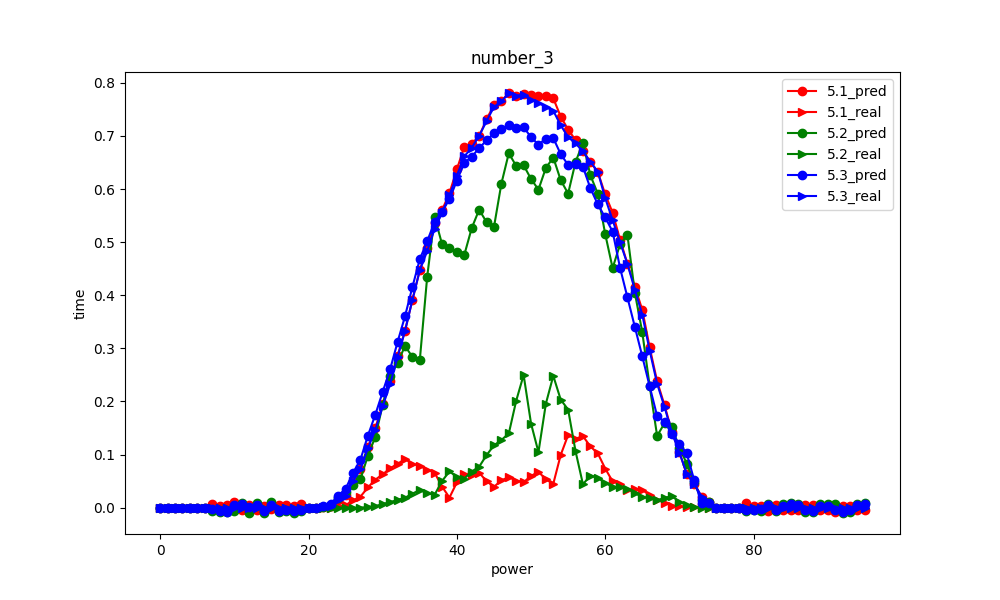 number_3
5.1_pred
5.1_real
5.2_pred
5.2_real
5.3_pred
5.3_real
time
0.8
0.7
0.6
0.5
0.4
0.3
0.2
0.1
0.0
0 20 40 60 80
power